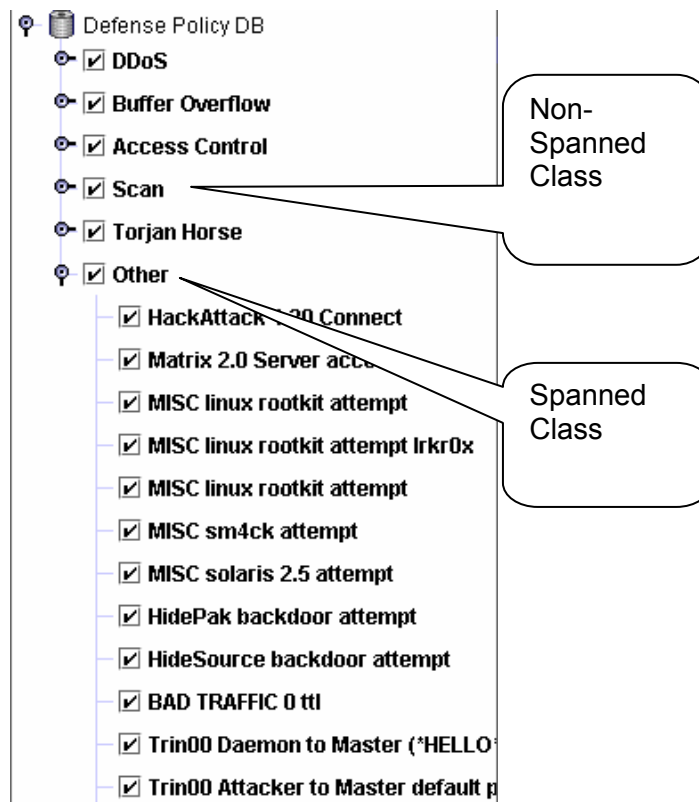 Defense Policy DB
DDoS
Buffer Overflow
Access Control
Scan
Torjan Horse
Other
HackAttack 1.20 Connect
Matrix 2.0 Server
MISC linux rootkit attempt
MISC linux rootkit attempt lrkr0x
MISC linux rootkit attempt
MISC sm4ck attempt
MISC solaris 2.5 attempt
HidePak backdoor attempt
HideSource backdoor attempt
BAD TRAFFIC 0 ttl
Trin00 Daemon to Master (*HELLO*
Trin00 Attacker to Master default p
Non-
Spanned
Class
Spanned
Class